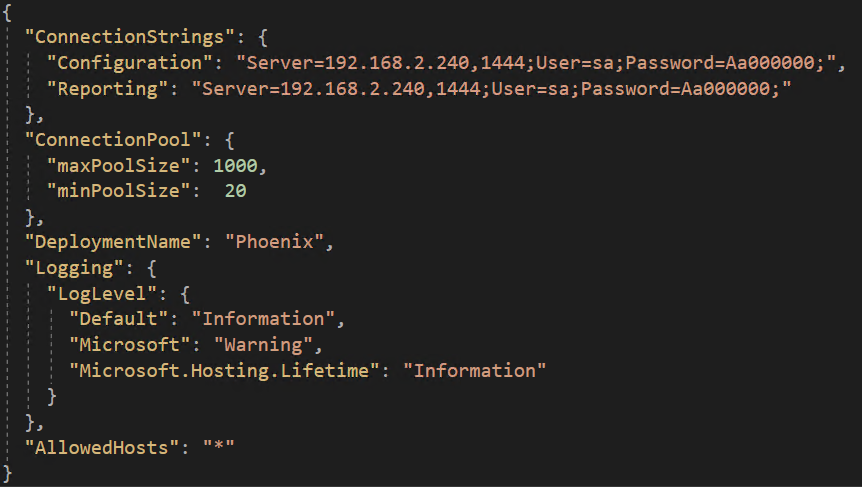 {
  "ConnectionStrings": {
    "Configuration": "Server=192.168.2.240,1444;User=sa;Password=Aa000000;",
    "Reporting": "Server=192.168.2.240,1444;User=sa;Password=Aa000000;"
  },
  "ConnectionPool": {
    "maxPoolSize": 1000,
    "minPoolSize":  20
  },
  "DeploymentName": "Phoenix",
  "Logging": {
    "LogLevel": {
      "Default": "Information",
      "Microsoft": "Warning",
      "Microsoft.Hosting.Lifetime": "Information"
    }
  },
  "AllowedHosts": "*"
}